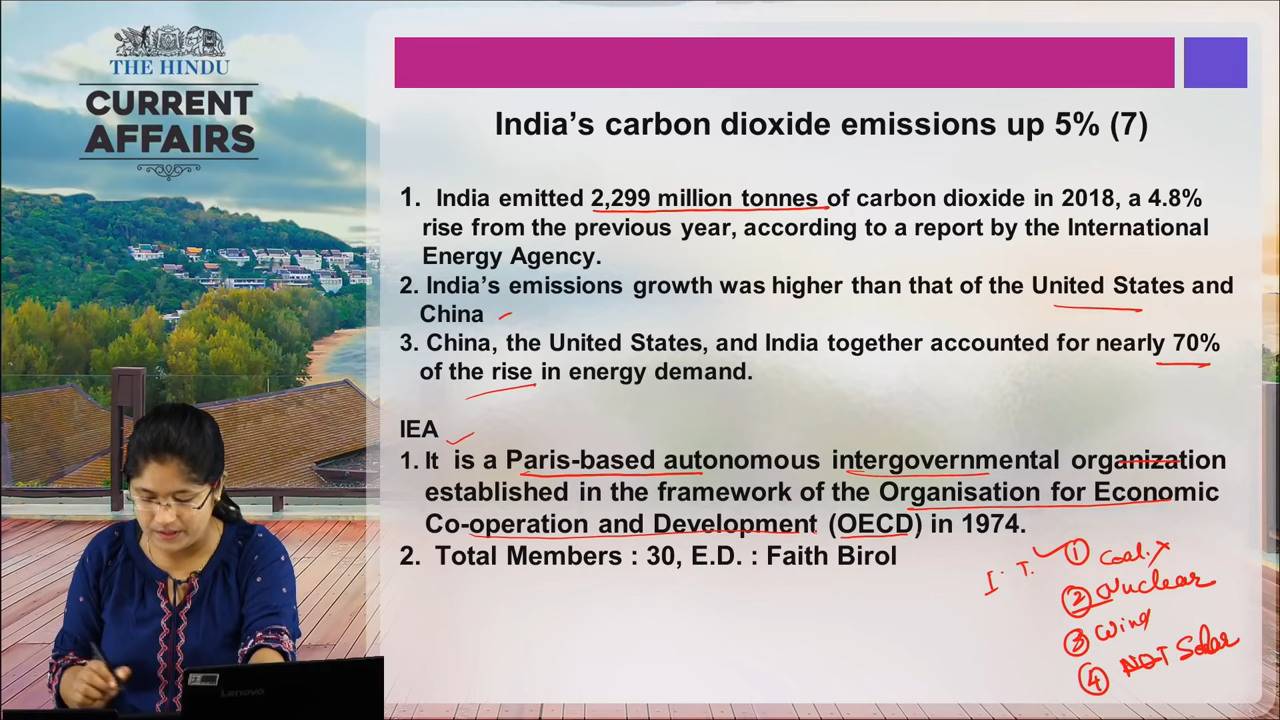 THE HINDU
CURRENT
AFFAIRS
India's carbon dioxide emissions up 5% (7)
1. India emitted 2,299 million tonnes of carbon dioxide in 2018, a 4.8%
rise from the previous year, according to a report by the International
Energy Agency.
2. India's emissions growth was higher than that of the United States and
China
3. China, the United States, and India together accounted for nearly 70%
of the rise in energy demand.
IEA
1. It is a Paris-based autonomous intergovernmental organization
established in the framework of the Organisation for Economic
Co-operation and Development (OECD) in 1974.
2. Total Members : 30, E.D. : Faith Birol
I. T. 1 Coal. x
2 Nuclear
3 Wind
4 NOT Solar
Lenovo